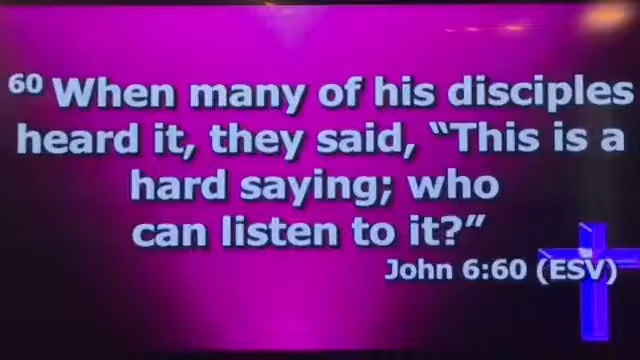 60 When many of his disciples
heard it, they said, “This is a
hard saying; who
can listen to it?”
John 6:60 (ESV)